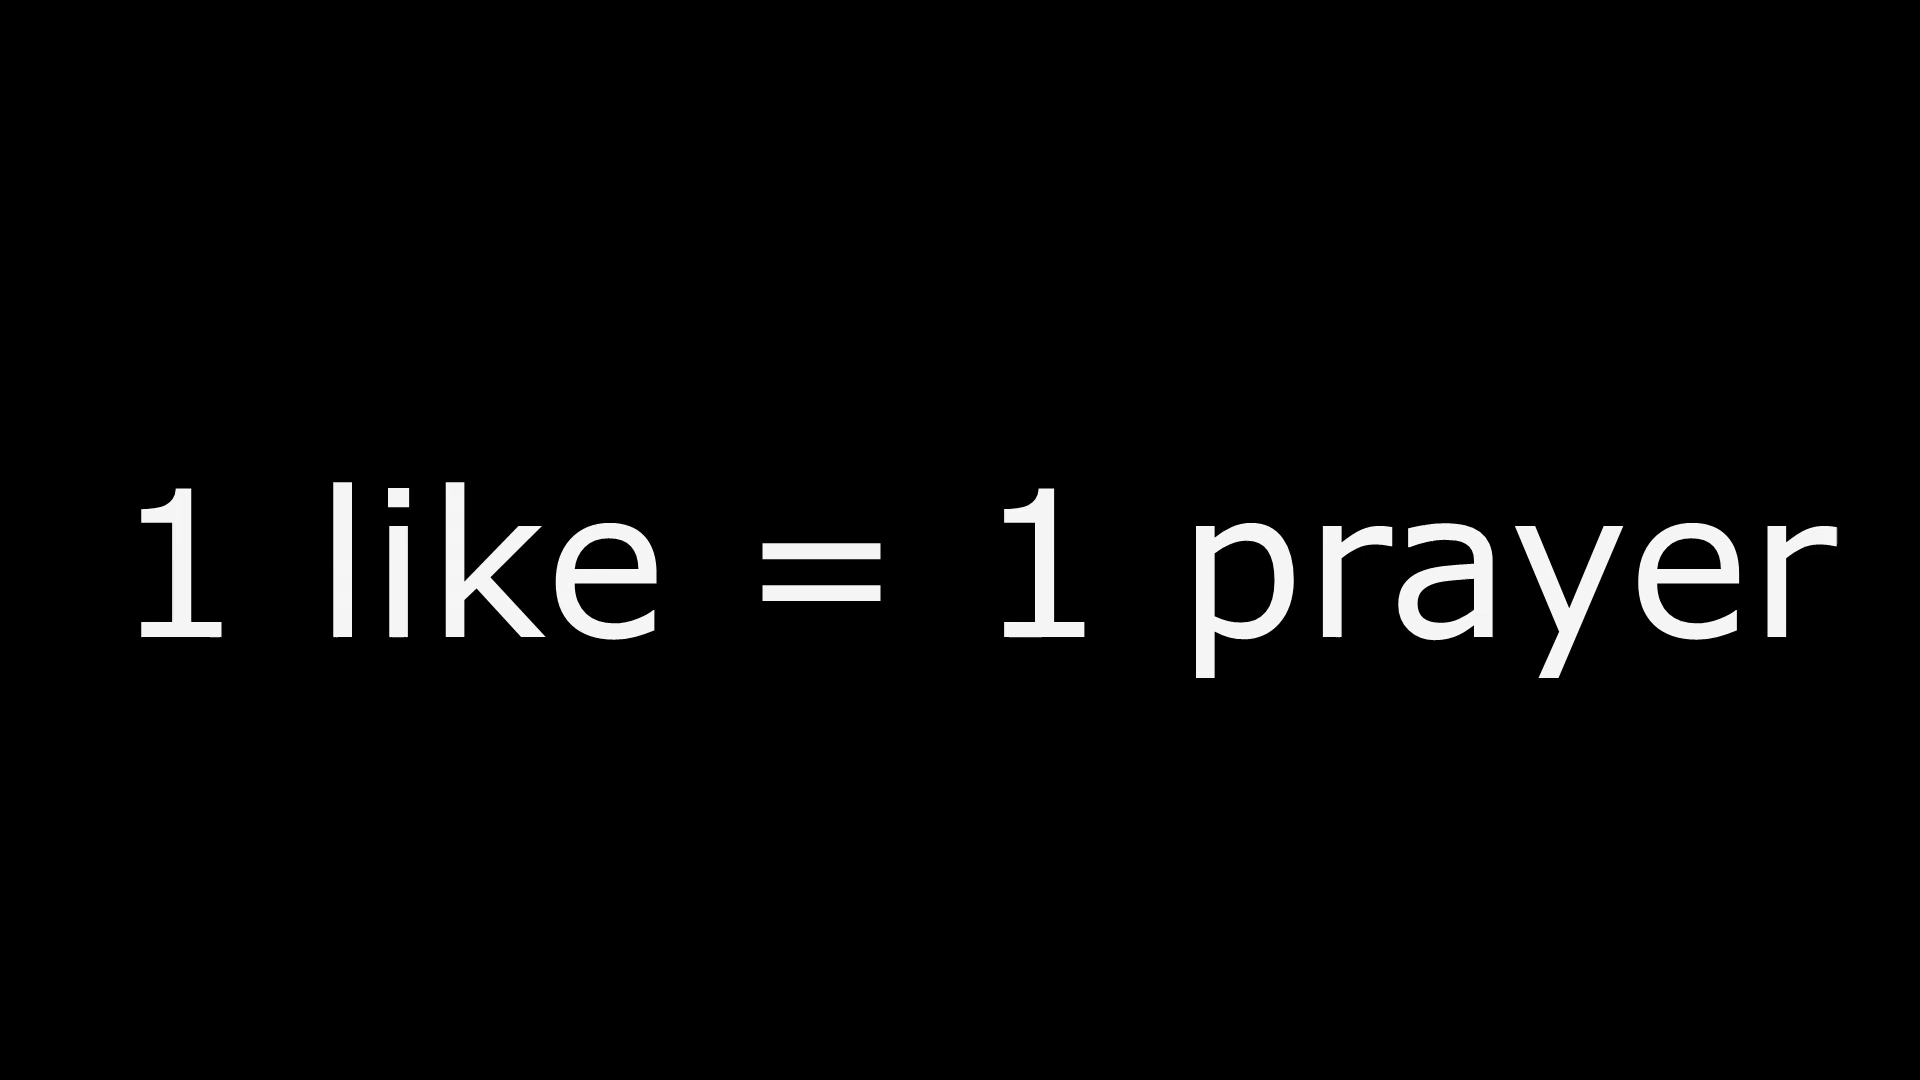 1 like = 1 prayer